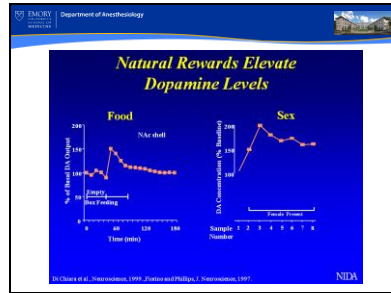 EMORY
UNIVERSITY
SCHOOL OF
MEDICINE
Department of Anesthesiology
Natural Rewards Elevate
Dopamine Levels
Food
% of Basal DA Output
200
150
100
50
0
NAc shell
Empty
Box Feeding
0 60 120 180
Time (min)
Sex
DA Concentration (% Baseline)
200
150
100
Female Present
Sample
Number
1 2 3 4 5 6 7 8
Di Chiara et al., Neuroscience, 1999.,Fiorino and Phillips, J. Neuroscience, 1997.
NIDA